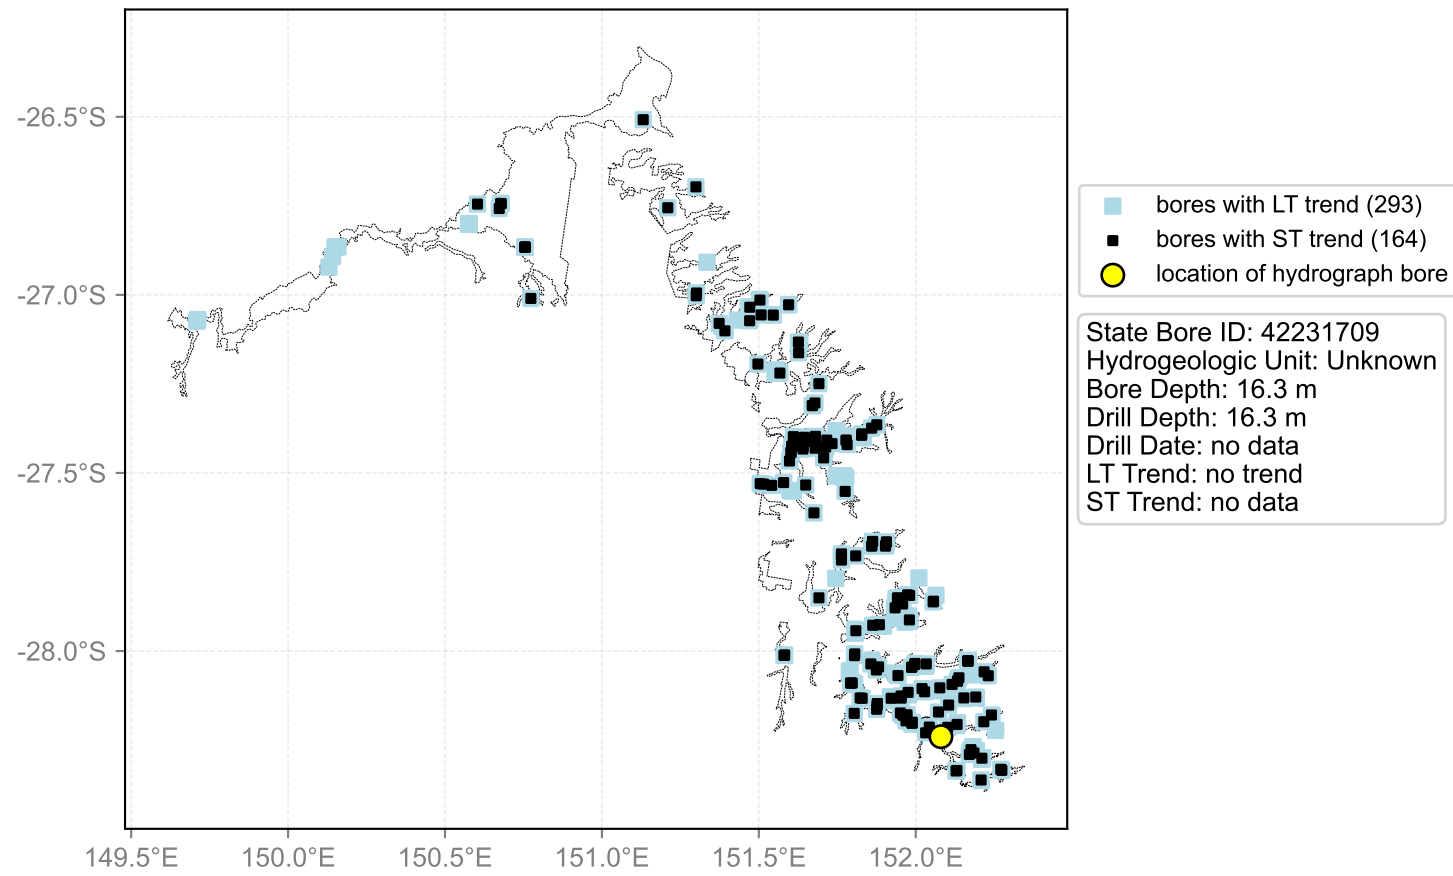 -26.5°S
-27.0°S
-27.5°S
-28.0°S
149.5°E 150.0°E 150.5°E 151.0°E 151.5°E 152.0°E
bores with LT trend (293)
bores with ST trend (164)
location of hydrograph bore
State Bore ID: 42231709
Hydrogeologic Unit: Unknown
Bore Depth: 16.3 m
Drill Depth: 16.3 m
Drill Date: no data
LT Trend: no trend
ST Trend: no data